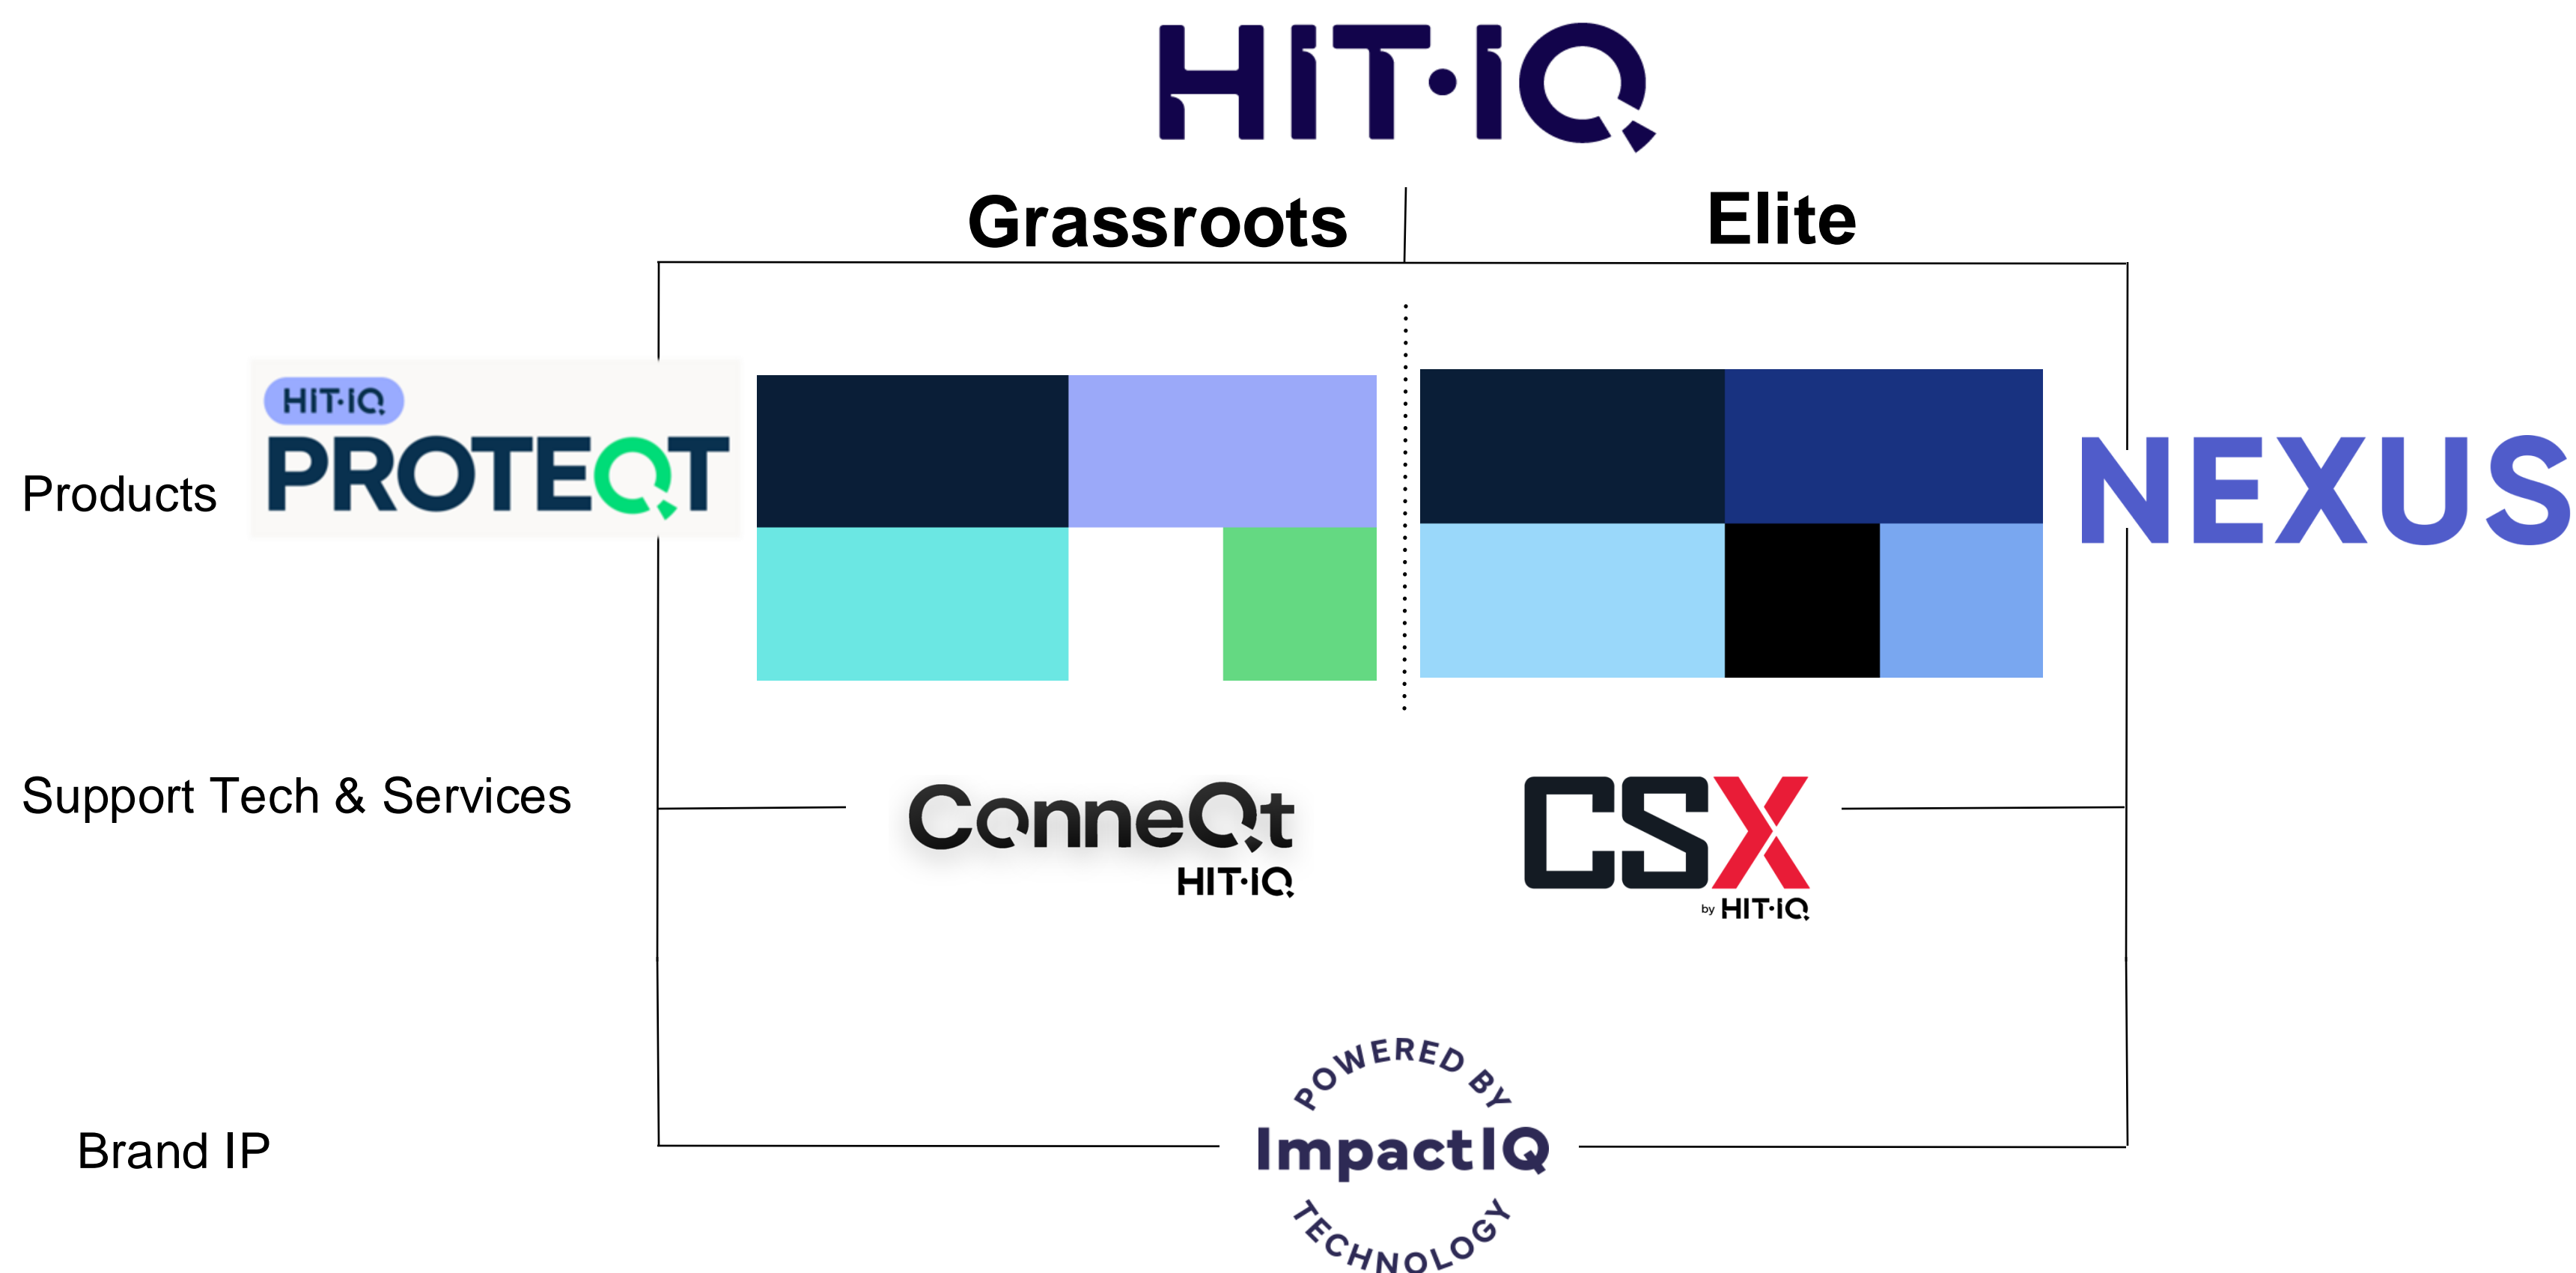 HIT·IQ
Grassroots
Elite
Products
HIT·IQ
PROTEQT
NEXUS
Support Tech & Services
ConneQt
HIT·IQ
CSX
by HIT·IQ
Brand IP
POWERED BY
ImpactIQ
TECHNOLOGY